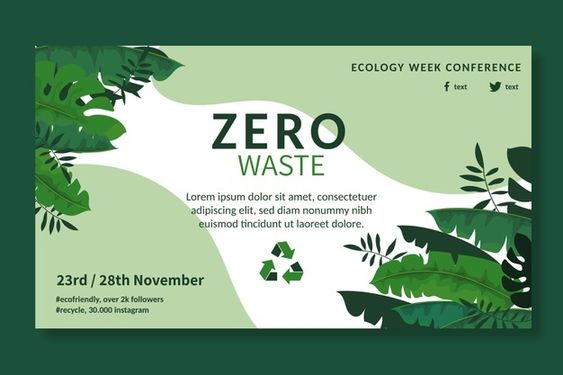 ECOLOGY WEEK CONFERENCE
text text
ZERO
WASTE
Lorem ipsum dolor sit amet, consectetuer
adipiscing elit, sed diam nonummy nibh
euismod tincidunt ut laoreet dolore.
23rd / 28th November
#ecofriendly, over 2k followers
#recycle, 30.000 instagram